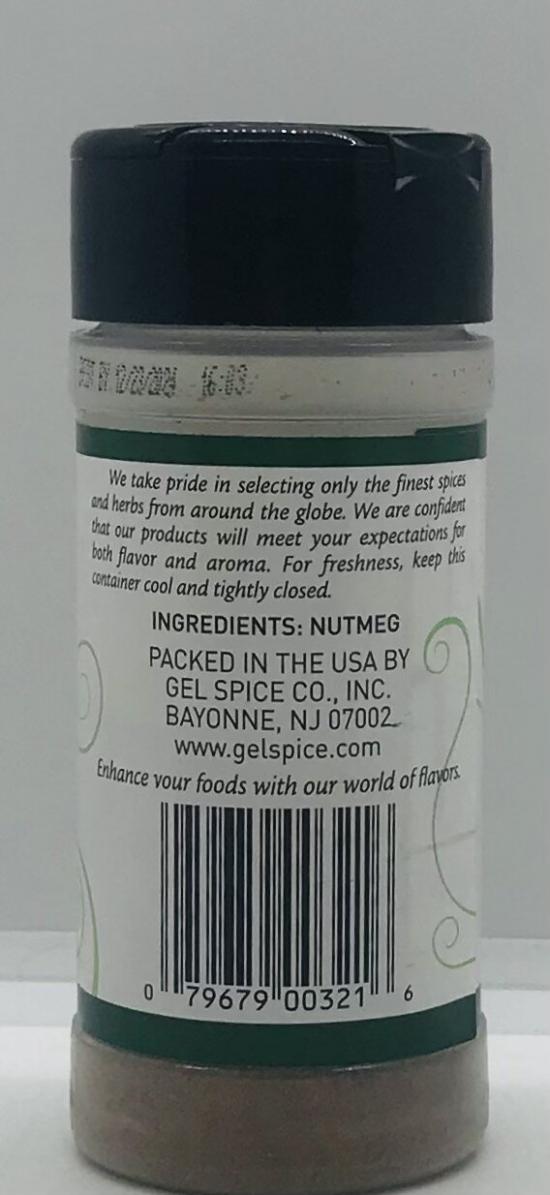 16:03
We take pride in selecting only the finest spices
and herbs from around the globe. We are confident
that our products will meet your expectations for
both flavor and aroma. For freshness, keep this
container cool and tightly closed.
INGREDIENTS: NUTMEG
PACKED IN THE USA BY
GEL SPICE CO., INC.
BAYONNE, NJ 07002
www.gelspice.com
Enhance your foods with our world of flavors.
0 79679 00321 6